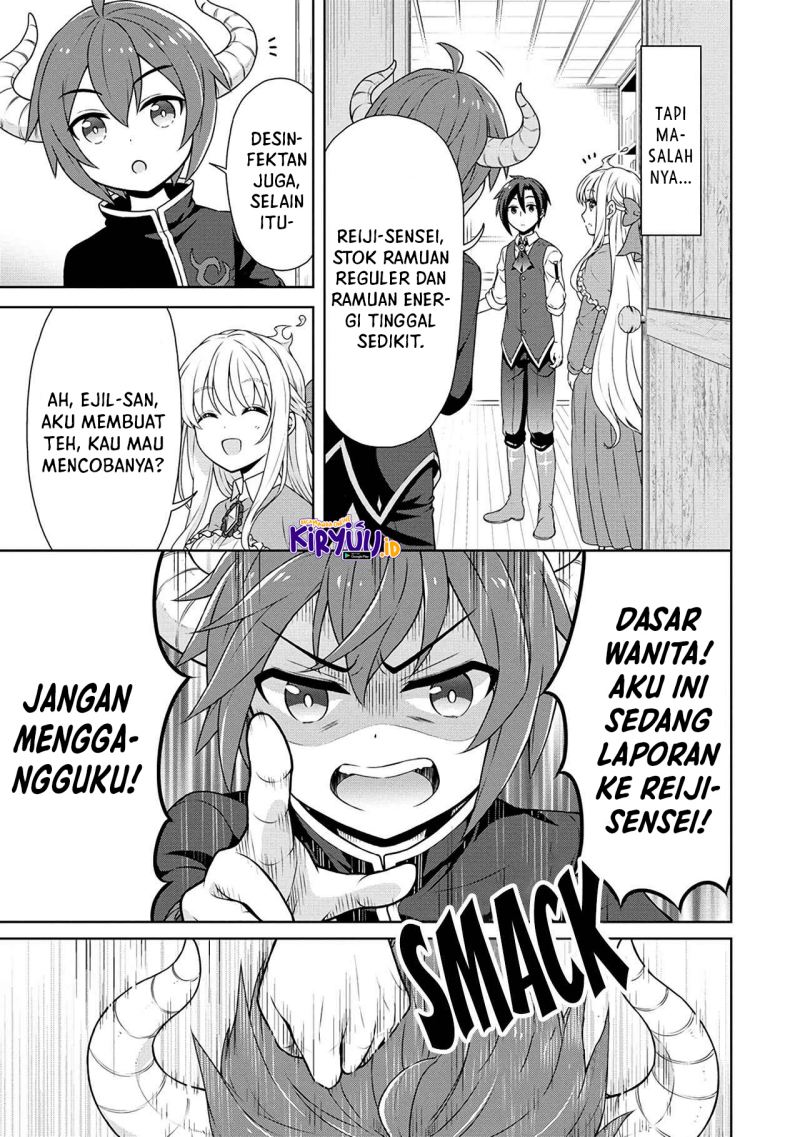 TAPI
MA-
SALAH
NYA...
REIJI-SENSEI,
STOK RAMUAN
REGULER DAN
RAMUAN ENER-
GI TINGGAL
SEDIKIT.
DESIN-
FEKTAN
JUGA,
SELAIN
ITU-
AH, EJIL-SAN,
AKU MEMBUAT
TEH, KAU MAU
MENCOBANYA?
KIRYUU.id
DASAR
WANITA!
AKU INI
SEDANG
LAPORAN
KE REIJI-
SENSEI!
JANGAN
MENGGA-
NGGUKU!
SMACK